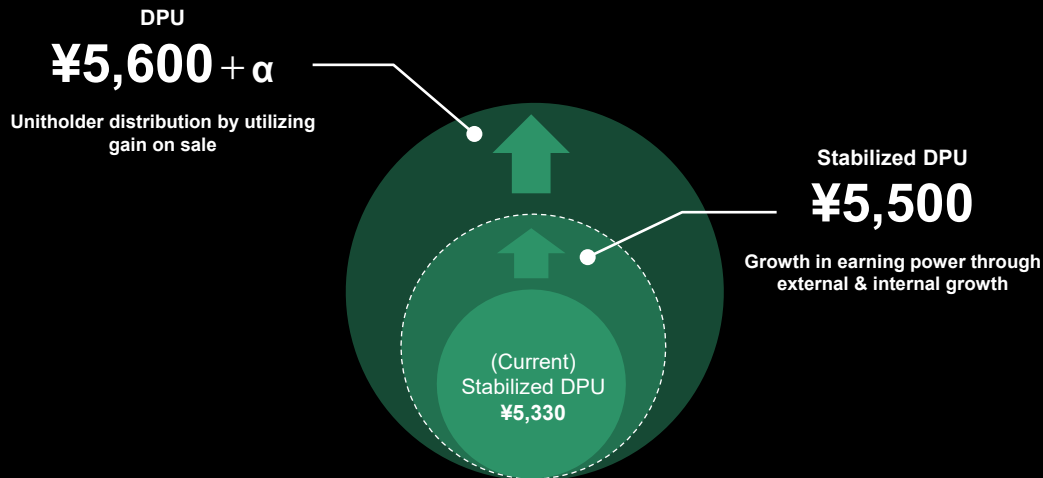 DPU
¥5,600+α
Unitholder distribution by utilizing
gain on sale
Stabilized DPU
¥5,500
Growth in earning power through
external & internal growth
(Current)
Stabilized DPU
¥5,330